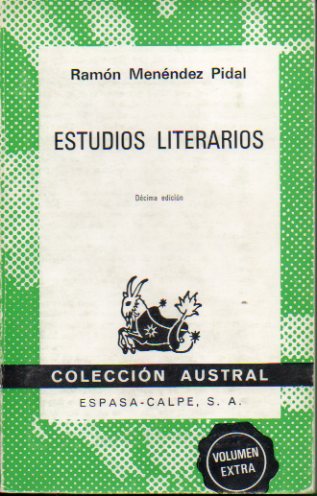 Ramón Menéndez Pidal
ESTUDIOS LITERARIOS
Décima edición
COLECCIÓN AUSTRAL
ESPASA-CALPE, S. A.
VOLUMEN
EXTRA